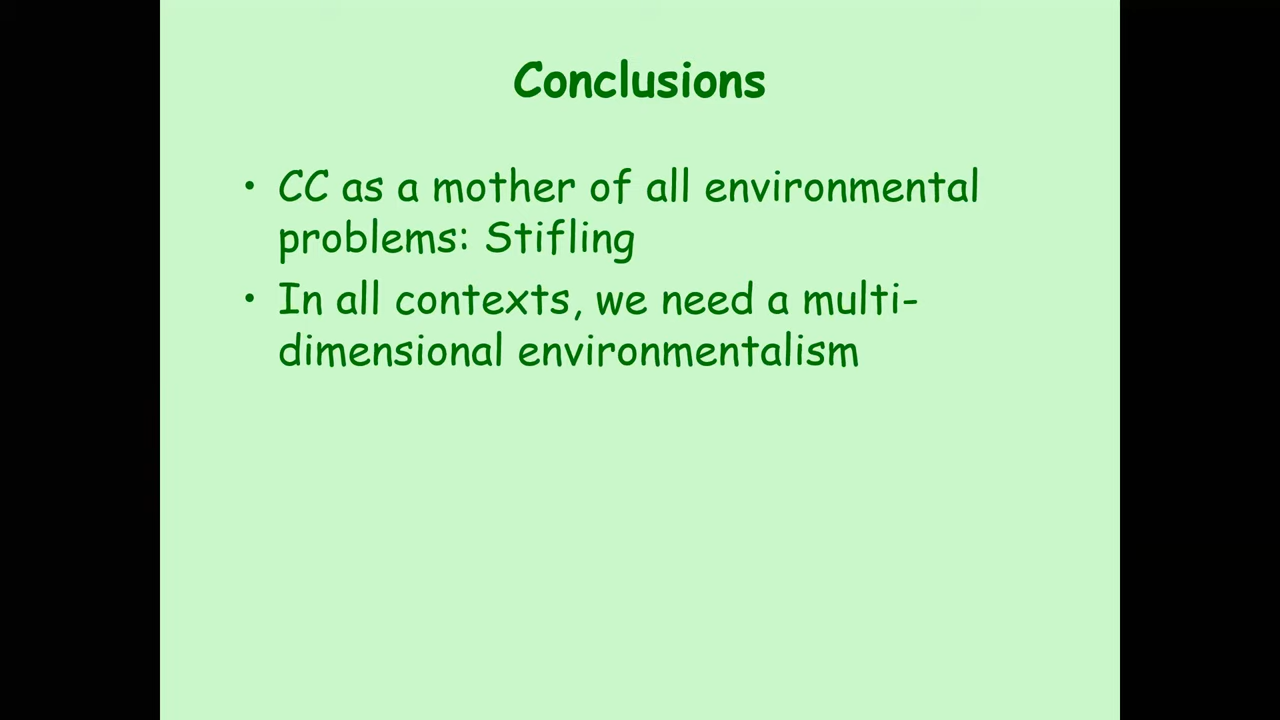 Conclusions
• CC as a mother of all environmental
problems: Stifling
• In all contexts, we need a multi-
dimensional environmentalism